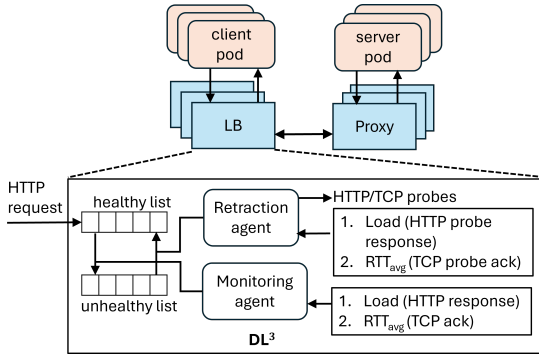 client
pod
server
pod
LB
Proxy
HTTP
request
healthy list
unhealthy list
Retraction
agent
HTTP/TCP probes
1. Load (HTTP probe
response)
2. RTTavg (TCP probe ack)
Monitoring
agent
1. Load (HTTP response)
2. RTTavg (TCP ack)
DL³